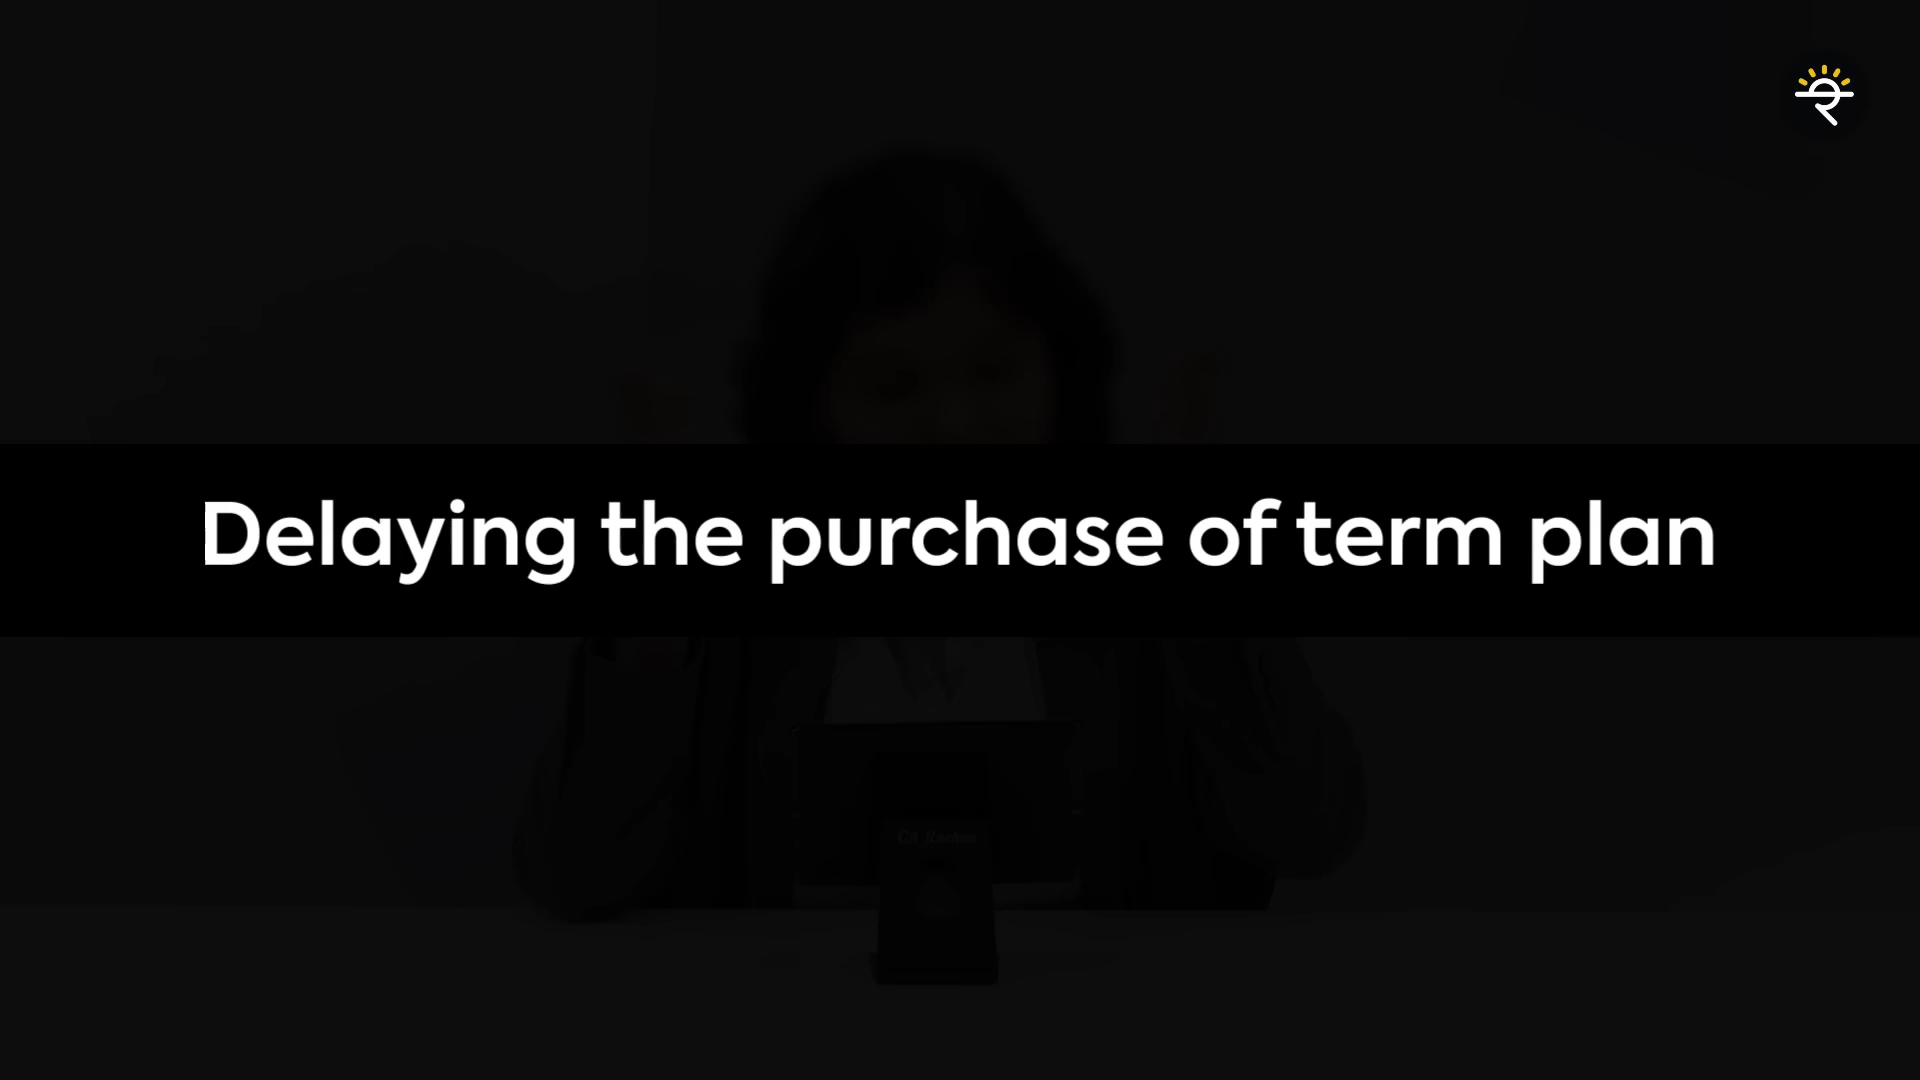 Delaying the purchase of term plan